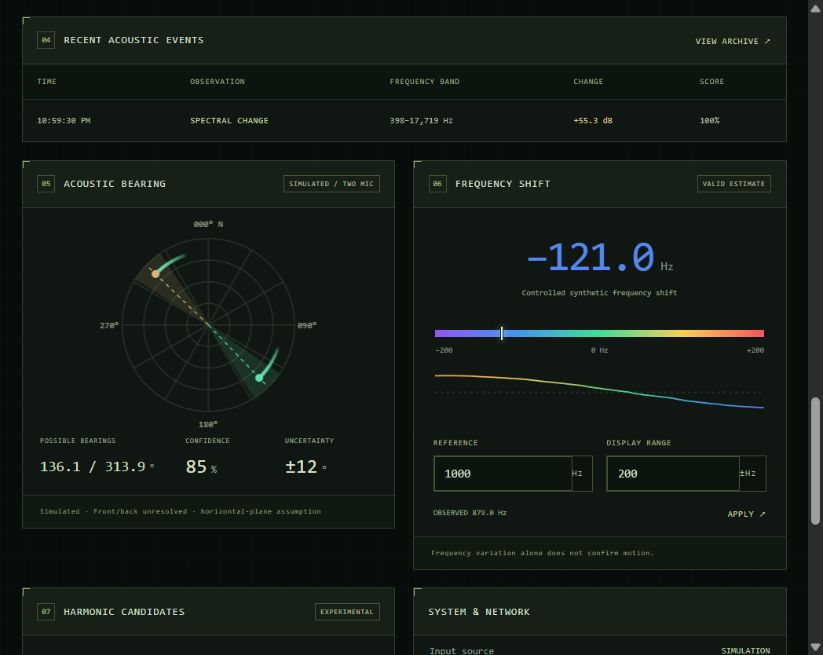 04 RECENT ACOUSTIC EVENTS VIEW ARCHIVE ↗
TIME OBSERVATION FREQUENCY BAND CHANGE SCORE
10:59:30 PM SPECTRAL CHANGE 398–17,719 Hz +55.3 dB 100%
05 ACOUSTIC BEARING SIMULATED / TWO MIC
000° N
270° 090°
180°
POSSIBLE BEARINGS CONFIDENCE UNCERTAINTY
136.1 / 313.9 ° 85 % ±12 °
Simulated · Front/back unresolved · horizontal-plane assumption
06 FREQUENCY SHIFT VALID ESTIMATE
−121.0 Hz
Controlled synthetic frequency shift
-200 0 Hz +200
REFERENCE DISPLAY RANGE
1000 Hz 200 ±Hz
OBSERVED 879.0 Hz APPLY ↗
Frequency variation alone does not confirm motion.
07 HARMONIC CANDIDATES EXPERIMENTAL
SYSTEM & NETWORK
Input source SIMULATION